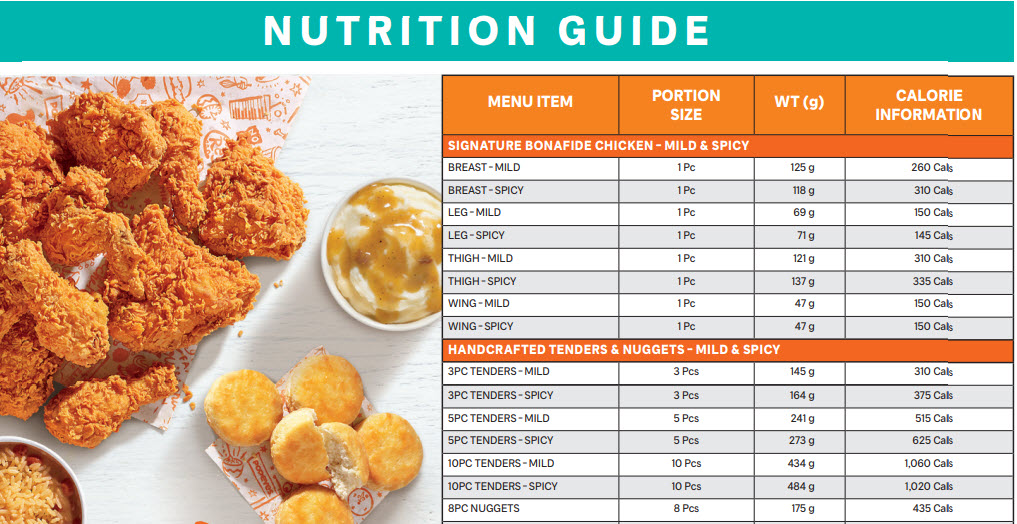 NUTRITION GUIDE
MENU ITEM PORTION SIZE WT (g) CALORIE INFORMATION
SIGNATURE BONAFIDE CHICKEN - MILD & SPICY
BREAST - MILD 1 Pc 125 g 260 Cals
BREAST - SPICY 1 Pc 118 g 310 Cals
LEG - MILD 1 Pc 69 g 150 Cals
LEG - SPICY 1 Pc 71 g 145 Cals
THIGH - MILD 1 Pc 121 g 310 Cals
THIGH - SPICY 1 Pc 137 g 335 Cals
WING - MILD 1 Pc 47 g 150 Cals
WING - SPICY 1 Pc 47 g 150 Cals
HANDCRAFTED TENDERS & NUGGETS - MILD & SPICY
3PC TENDERS - MILD 3 Pcs 145 g 310 Cals
3PC TENDERS - SPICY 3 Pcs 164 g 375 Cals
5PC TENDERS - MILD 5 Pcs 241 g 515 Cals
5PC TENDERS - SPICY 5 Pcs 273 g 625 Cals
10PC TENDERS - MILD 10 Pcs 434 g 1,060 Cals
10PC TENDERS - SPICY 10 Pcs 484 g 1,020 Cals
8PC NUGGETS 8 Pcs 175 g 435 Cals